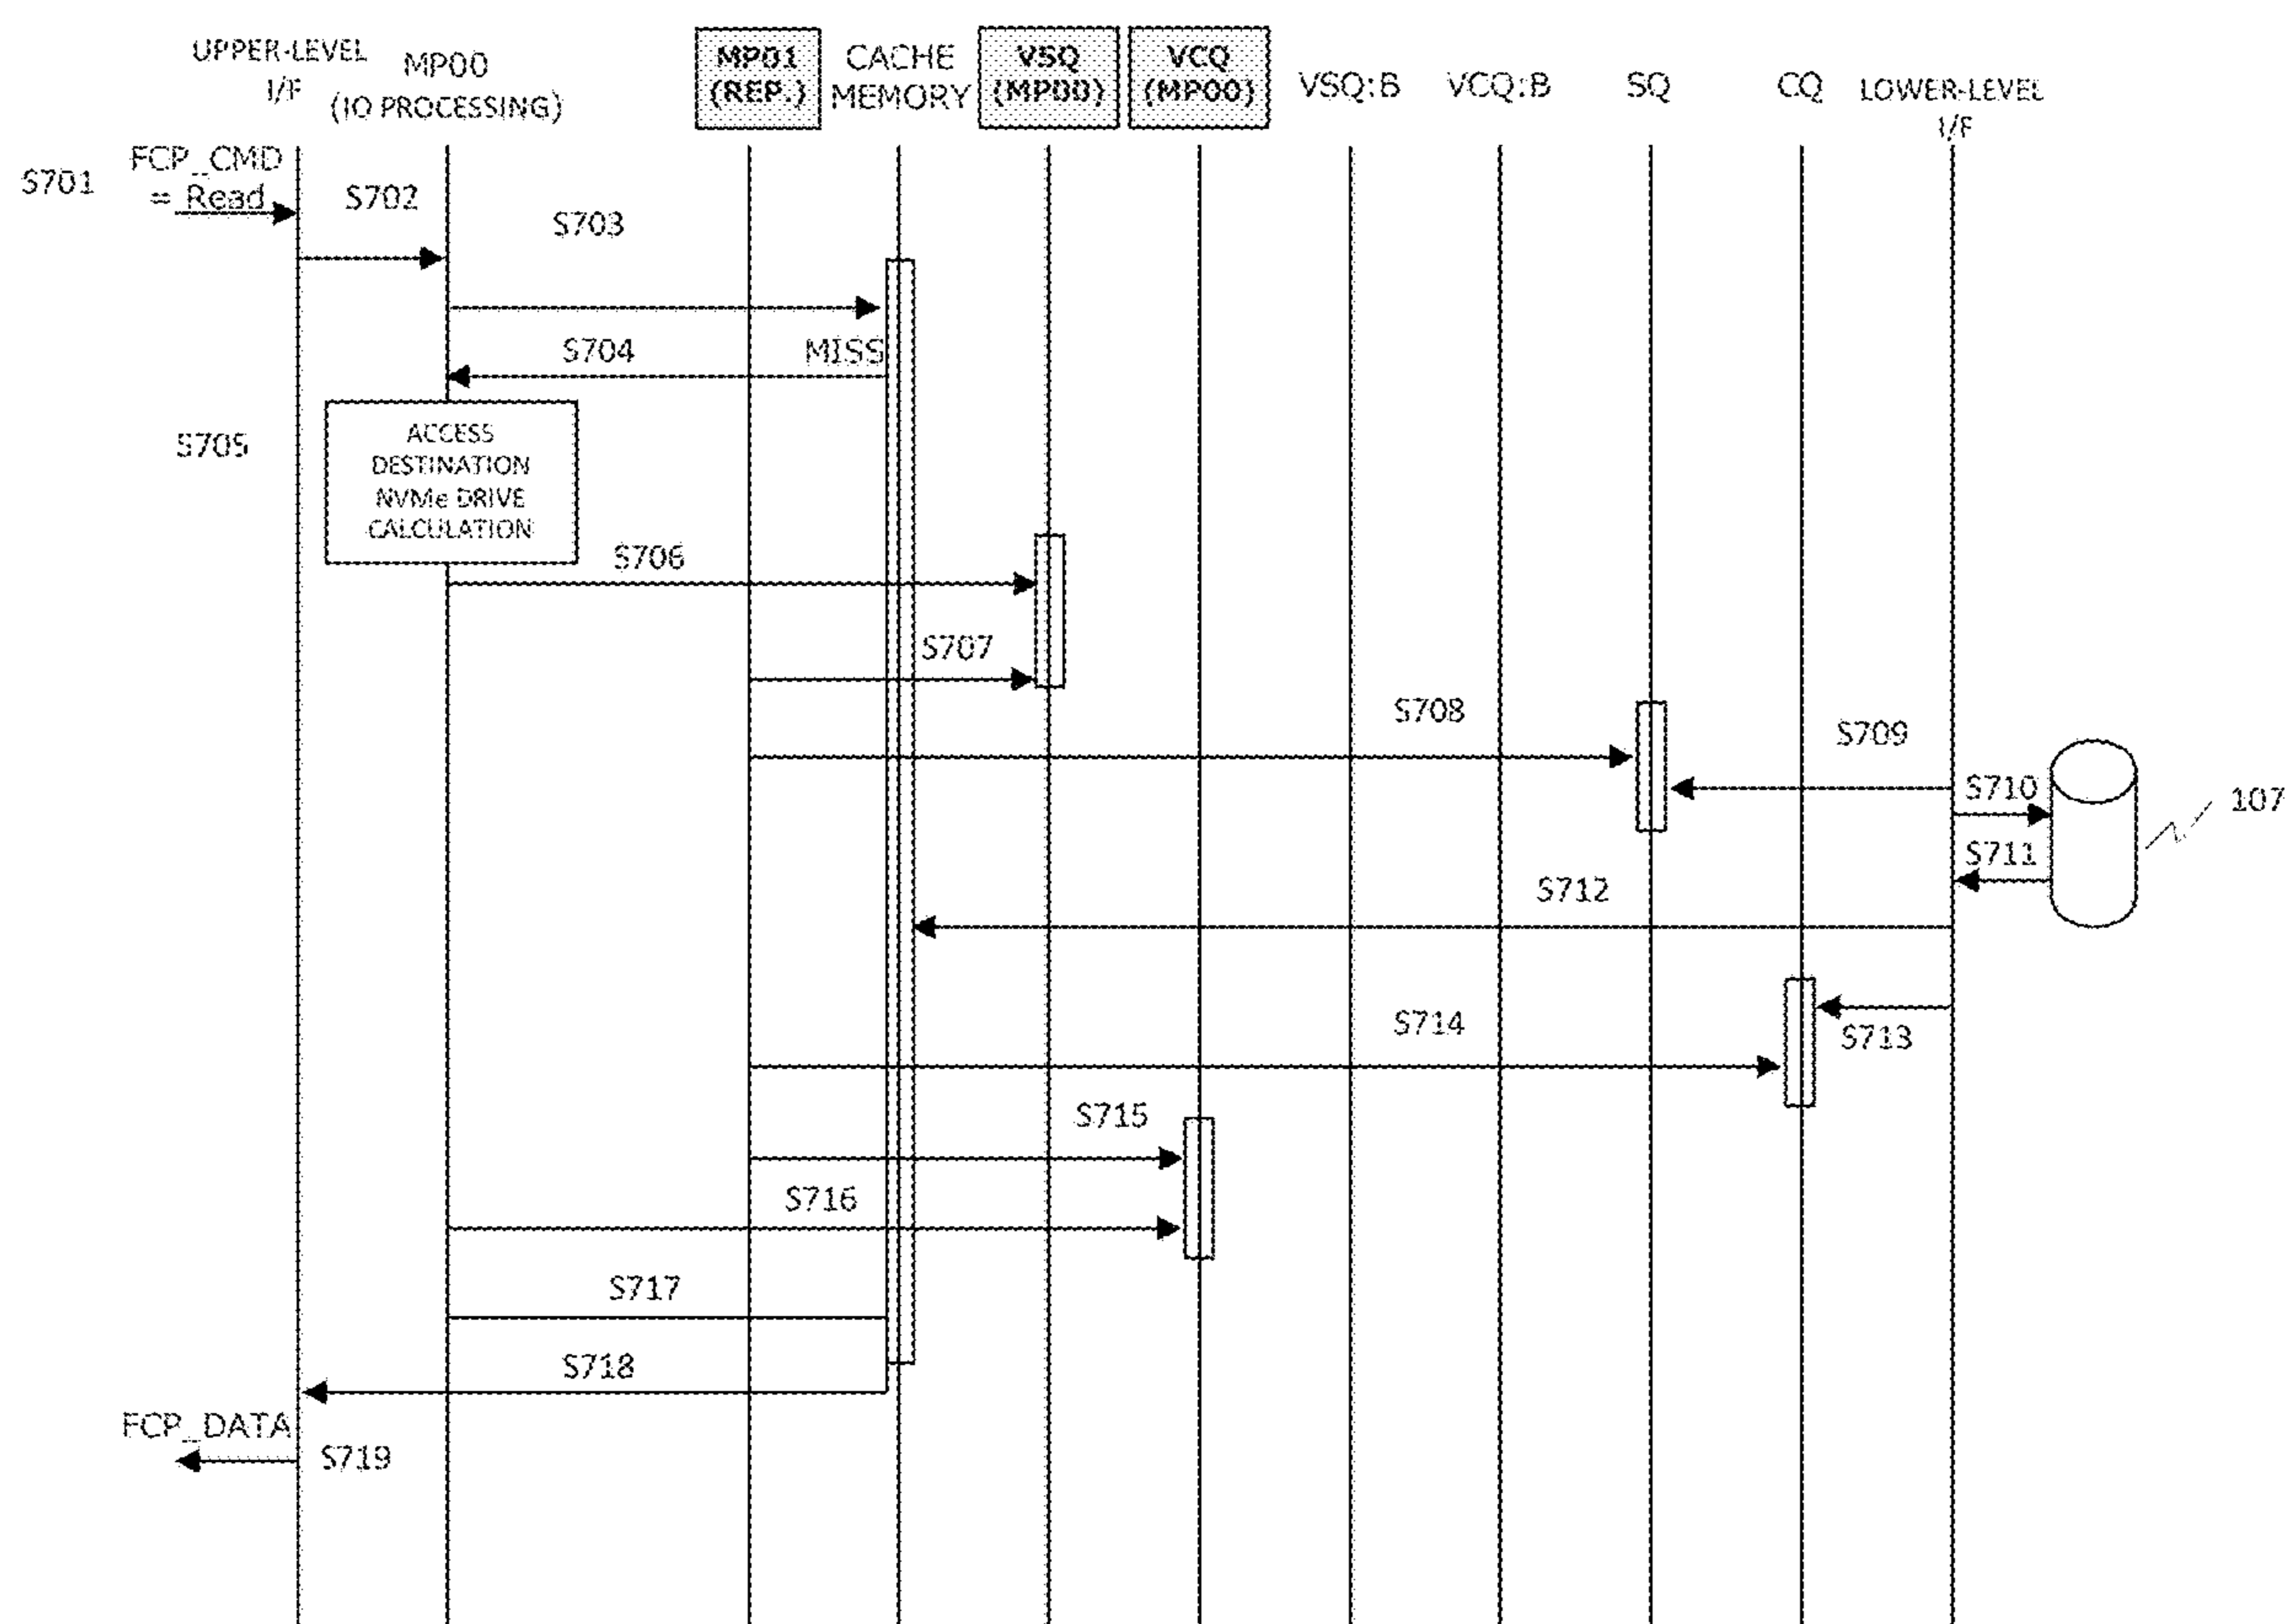 UPPER-LEVEL
I/F
MP00
(IO PROCESSING)
MP01
(REP.)
CACHE
MEMORY
VSQ
(MP00)
VCQ
(MP00)
VSQ:B
VCQ:B
SQ
CQ
LOWER-LEVEL
I/F
S701
FCP_CMD
= Read
S702
S703
S704
MISS
S705
ACCESS
DESTINATION
NVMe DRIVE
CALCULATION
S706
S707
S708
S709
S710
107
S711
S712
S713
S714
S715
S716
S717
S718
FCP_DATA
S719